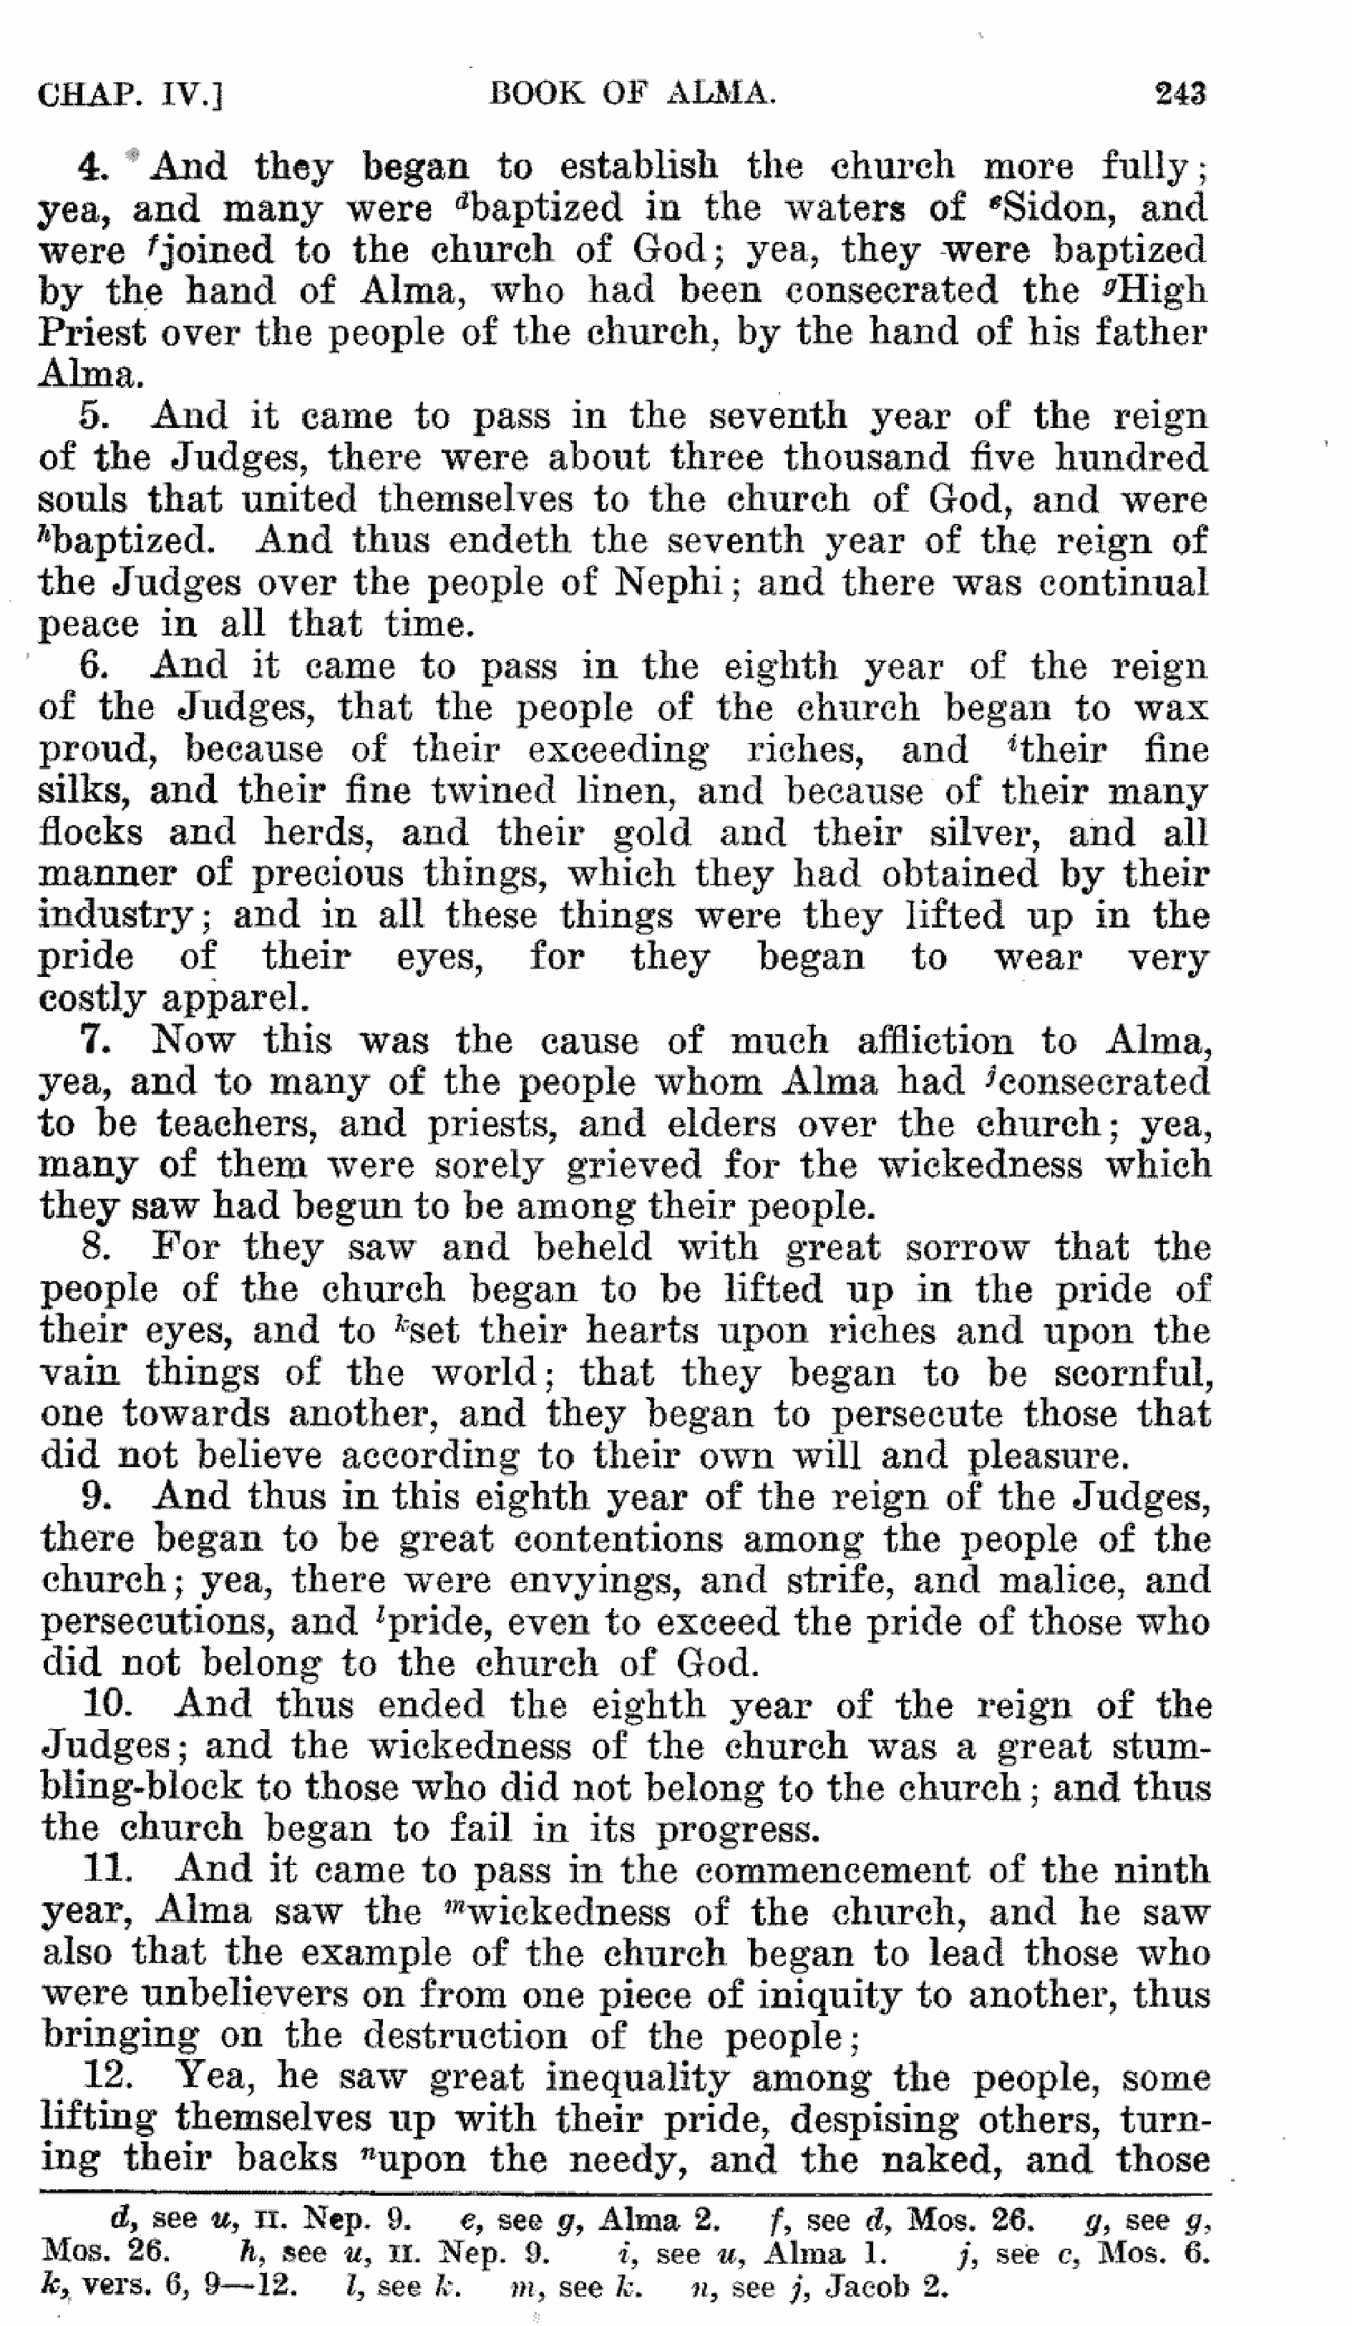 CHAP. IV.] BOOK OF ALMA. 243
4. And they began to establish the church more fully;
yea, and many were dbaptized in the waters of eSidon, and
were fjoined to the church of God; yea, they were baptized
by the hand of Alma, who had been consecrated the gHigh
Priest over the people of the church, by the hand of his father
Alma.
5. And it came to pass in the seventh year of the reign
of the Judges, there were about three thousand five hundred
souls that united themselves to the church of God, and were
hbaptized. And thus endeth the seventh year of the reign of
the Judges over the people of Nephi; and there was continual
peace in all that time.
6. And it came to pass in the eighth year of the reign
of the Judges, that the people of the church began to wax
proud, because of their exceeding riches, and itheir fine
silks, and their fine twined linen, and because of their many
flocks and herds, and their gold and their silver, and all
manner of precious things, which they had obtained by their
industry; and in all these things were they lifted up in the
pride of their eyes, for they began to wear very
costly apparel.
7. Now this was the cause of much affliction to Alma,
yea, and to many of the people whom Alma had jconsecrated
to be teachers, and priests, and elders over the church; yea,
many of them were sorely grieved for the wickedness which
they saw had begun to be among their people.
8. For they saw and beheld with great sorrow that the
people of the church began to be lifted up in the pride of
their eyes, and to kset their hearts upon riches and upon the
vain things of the world; that they began to be scornful,
one towards another, and they began to persecute those that
did not believe according to their own will and pleasure.
9. And thus in this eighth year of the reign of the Judges,
there began to be great contentions among the people of the
church; yea, there were envyings, and strife, and malice, and
persecutions, and lpride, even to exceed the pride of those who
did not belong to the church of God.
10. And thus ended the eighth year of the reign of the
Judges; and the wickedness of the church was a great stum-
bling-block to those who did not belong to the church; and thus
the church began to fail in its progress.
11. And it came to pass in the commencement of the ninth
year, Alma saw the mwickedness of the church, and he saw
also that the example of the church began to lead those who
were unbelievers on from one piece of iniquity to another, thus
bringing on the destruction of the people;
12. Yea, he saw great inequality among the people, some
lifting themselves up with their pride, despising others, turn-
ing their backs nupon the needy, and the naked, and those
d, see u, II. Nep. 9. e, see g, Alma 2. f, see d, Mos. 26. g, see g,
Mos. 26. h, see u, II. Nep. 9. i, see u, Alma 1. j, see c, Mos. 6.
k, vers. 6, 9—12. l, see k. m, see k. n, see j, Jacob 2.